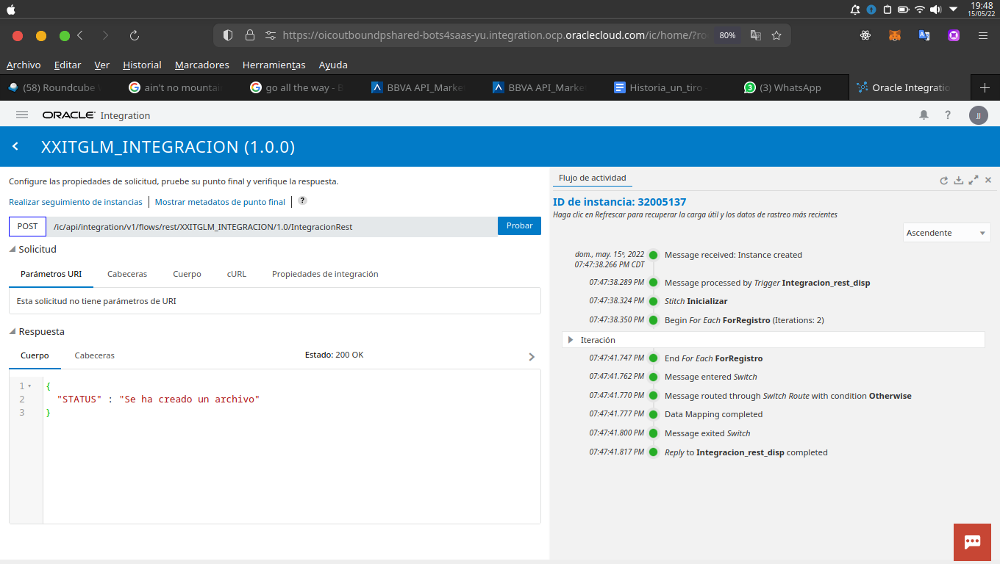 19:48
15/05/22
https://oicoutboundpshared-bots4saas-yu.integration.ocp.oraclecloud.com/ic/home/?ro
80%
Archivo Editar Ver Historial Marcadores Herramientas Ayuda
(58) Roundcube ain't no mountai go all the way - BBVA API_Marke BBVA API_Marke Historia_un_tiro 3 (3) WhatsApp Oracle Integratio
ORACLE Integration
? JJ
XXITGLM_INTEGRACION (1.0.0)
Configure las propiedades de solicitud, pruebe su punto final y verifique la respuesta.
Realizar seguimiento de instancias | Mostrar metadatos de punto final | ?
POST /ic/api/integration/v1/flows/rest/XXITGLM_INTEGRACION/1.0/IntegracionRest Probar
Solicitud
Parámetros URI Cabeceras Cuerpo cURL Propiedades de integración
Esta solicitud no tiene parámetros de URI
Respuesta
Cuerpo Cabeceras Estado: 200 OK
1 {
2 "STATUS" : "Se ha creado un archivo"
3 }
Flujo de actividad
ID de instancia: 32005137
Haga clic en Refrescar para recuperar la carga útil y los datos de rastreo más recientes
Ascendente
dom., may. 15º, 2022
07:47:38.266 PM CDT Message received: Instance created
07:47:38.289 PM Message processed by Trigger Integracion_rest_disp
07:47:38.324 PM Stitch Inicializar
07:47:38.350 PM Begin For Each ForRegistro (Iterations: 2)
Iteración
07:47:41.747 PM End For Each ForRegistro
07:47:41.762 PM Message entered Switch
07:47:41.770 PM Message routed through Switch Route with condition Otherwise
07:47:41.777 PM Data Mapping completed
07:47:41.800 PM Message exited Switch
07:47:41.817 PM Reply to Integracion_rest_disp completed